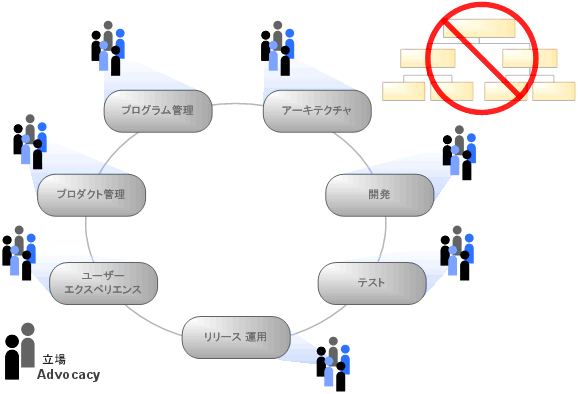 プログラム管理
アーキテクチャ
プロダクト管理
開発
ユーザー
エクスペリエンス
テスト
リリース 運用
立場
Advocacy